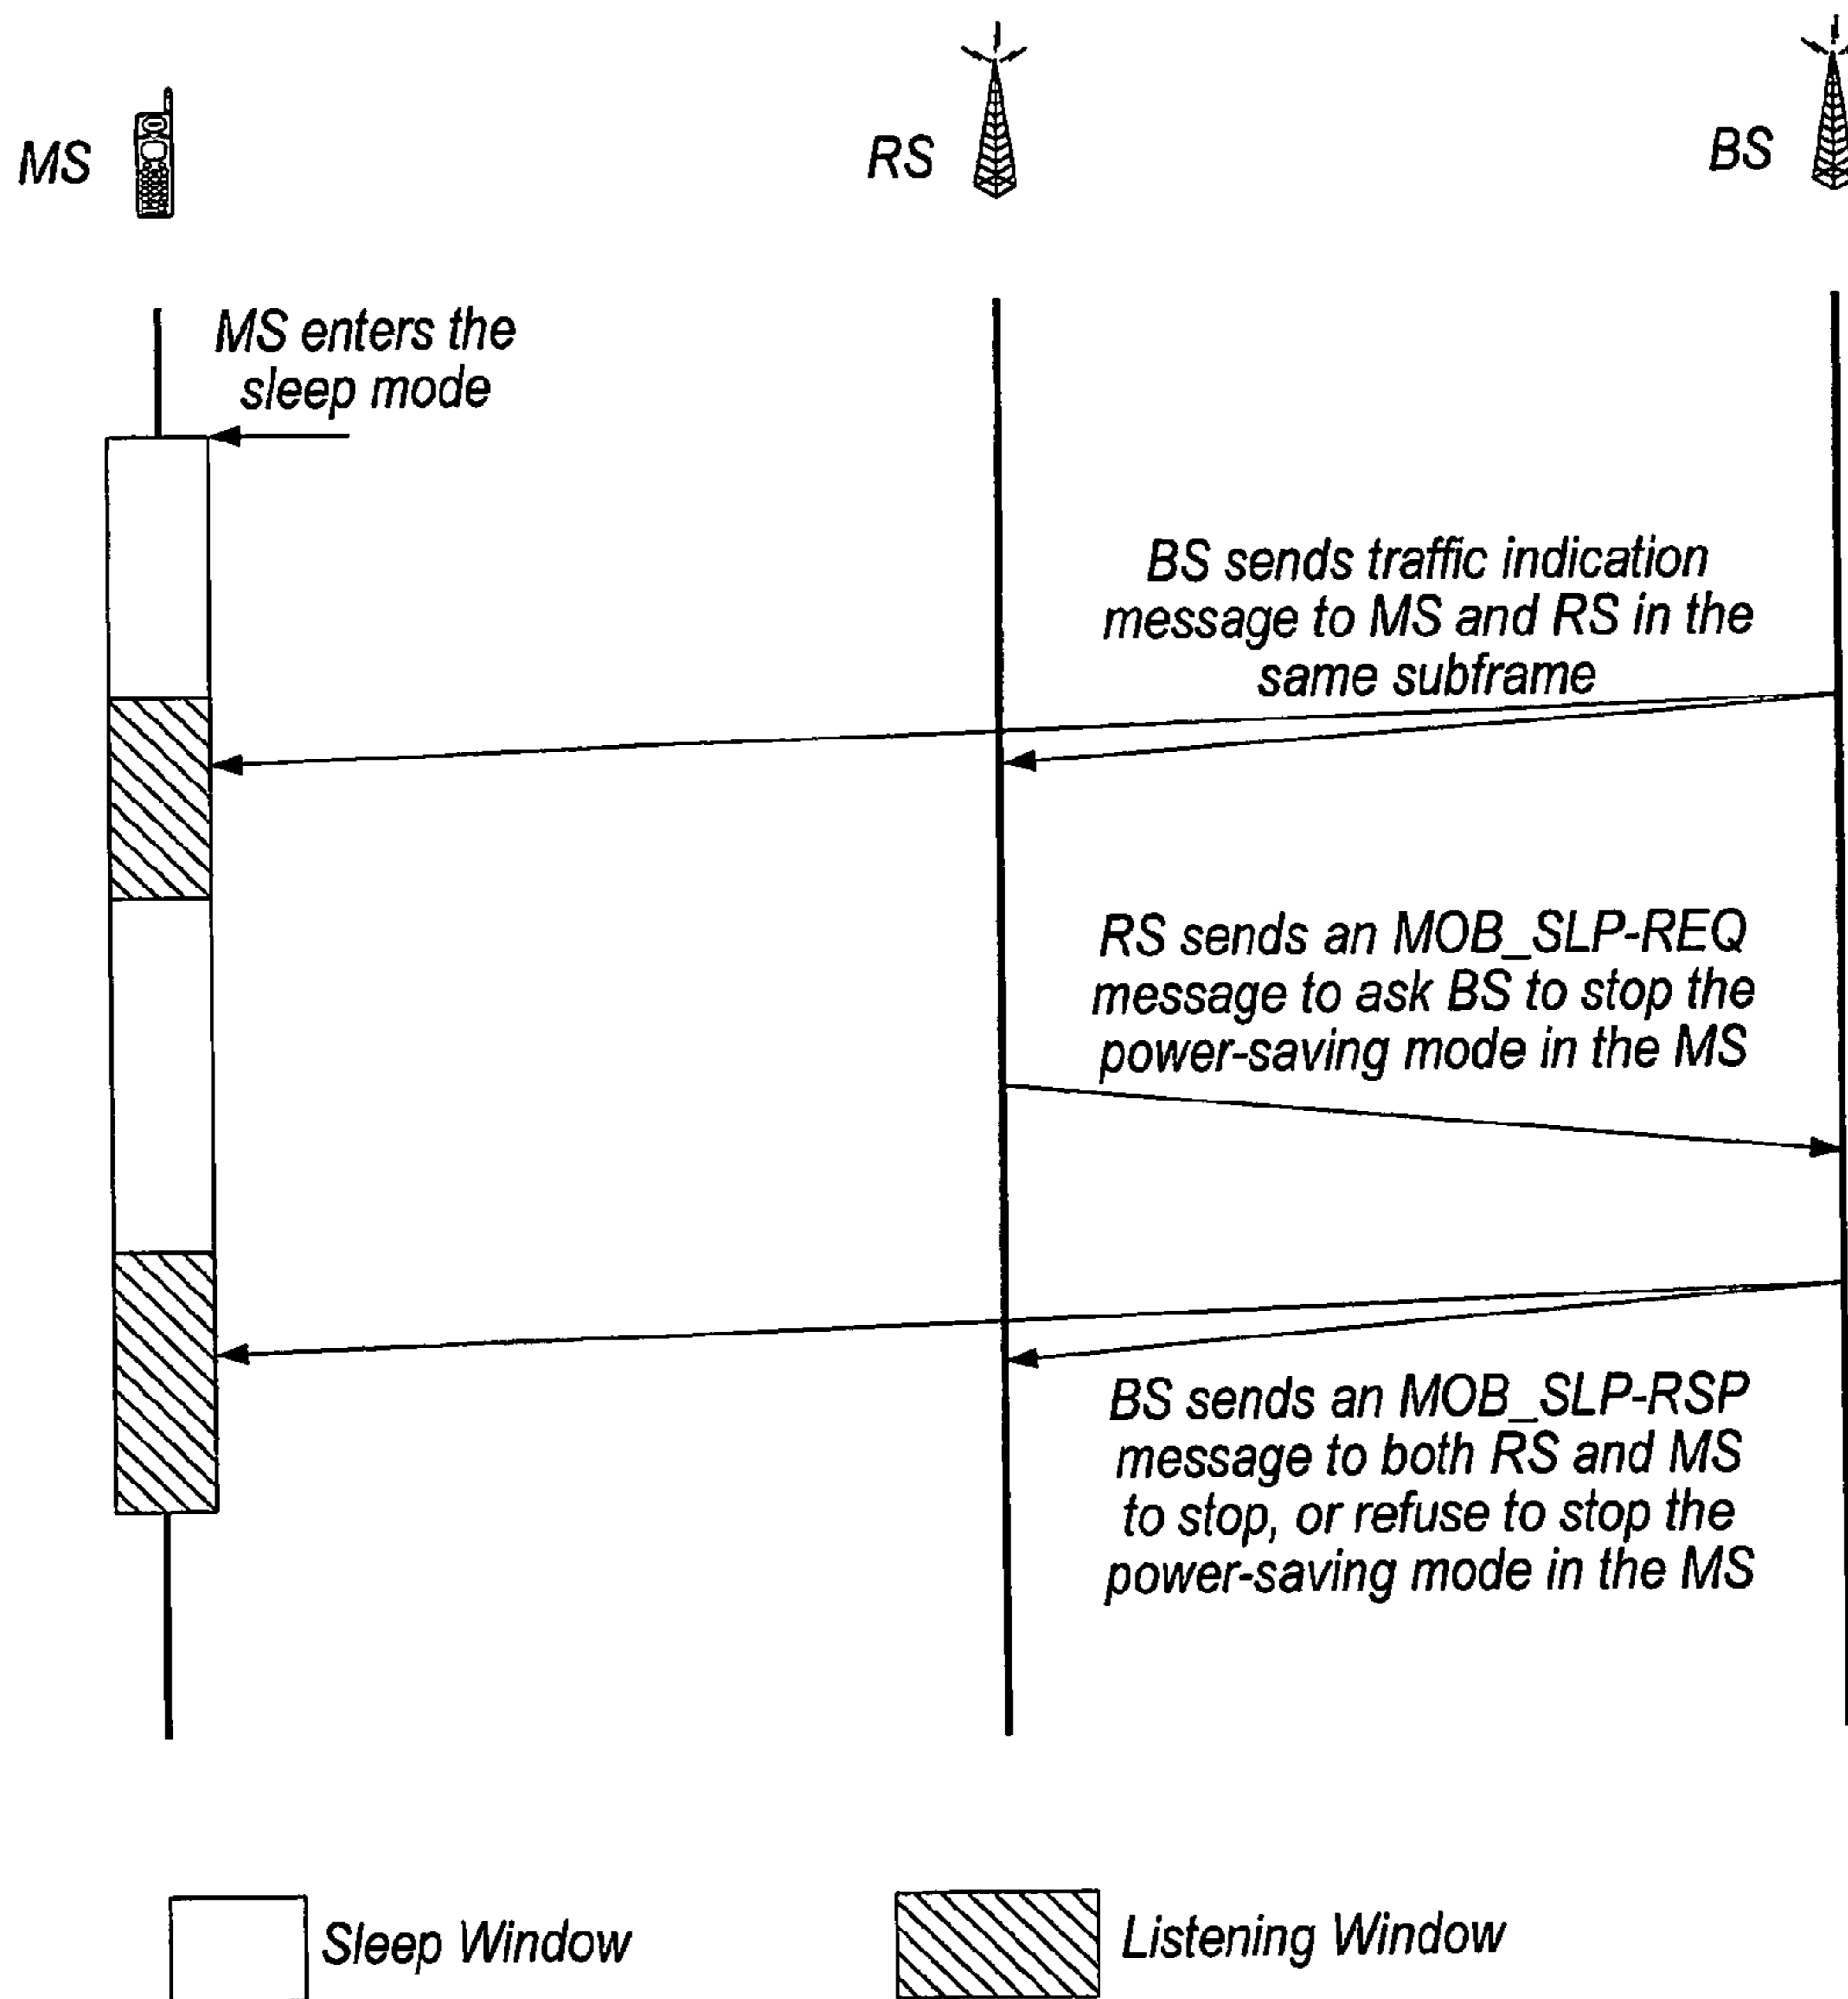 MS
RS
BS
MS enters the
sleep mode
BS sends traffic indication
message to MS and RS in the
same subframe
RS sends an MOB_SLP-REQ
message to ask BS to stop the
power-saving mode in the MS
BS sends an MOB_SLP-RSP
message to both RS and MS
to stop, or refuse to stop the
power-saving mode in the MS
Sleep Window
Listening Window